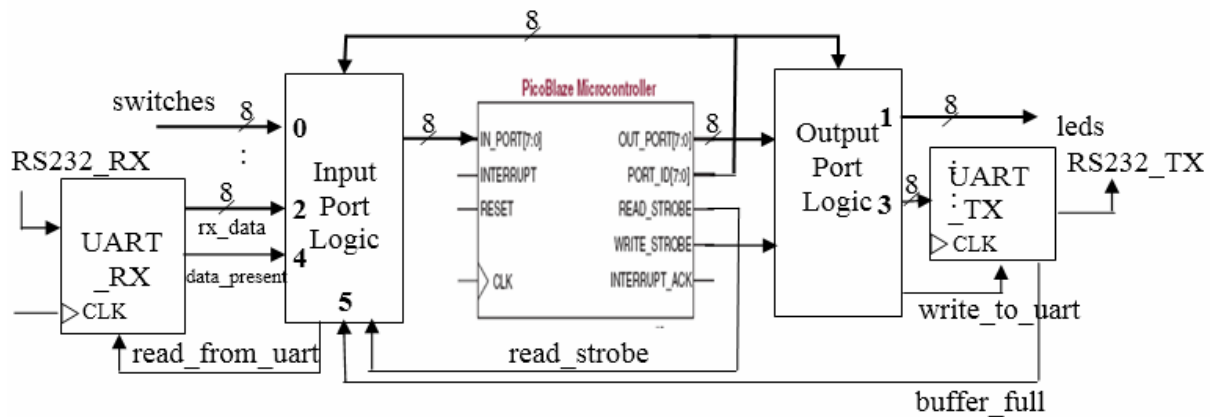 8
PicoBlaze Microcontroller
switches
8
0
:
8
IN_PORT[7:0]
OUT_PORT[7:0]
8
Output
Port
Logic
1
8
leds
RS232_RX
Input
Port
Logic
INTERRUPT
PORT_ID[7:0]
RS232_TX
UART
_RX
8
2
rx_data
RESET
READ_STROBE
3
8
:
UART
:
_TX
4
data_present
WRITE_STROBE
CLK
CLK
5
CLK
INTERRUPT_ACK
write_to_uart
read_from_uart
read_strobe
buffer_full